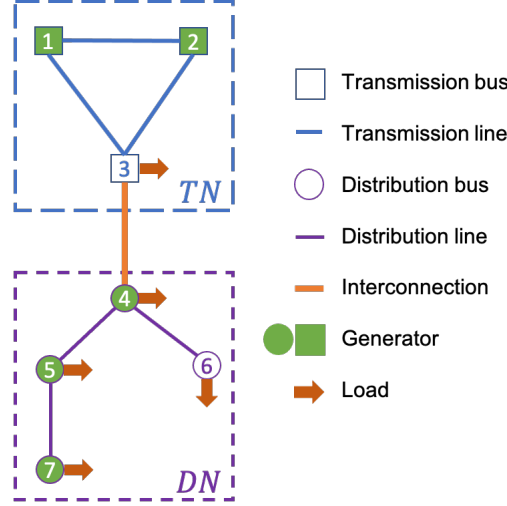 1
2
3
TN
4
5
6
7
DN
Transmission bus
Transmission line
Distribution bus
Distribution line
Interconnection
Generator
Load